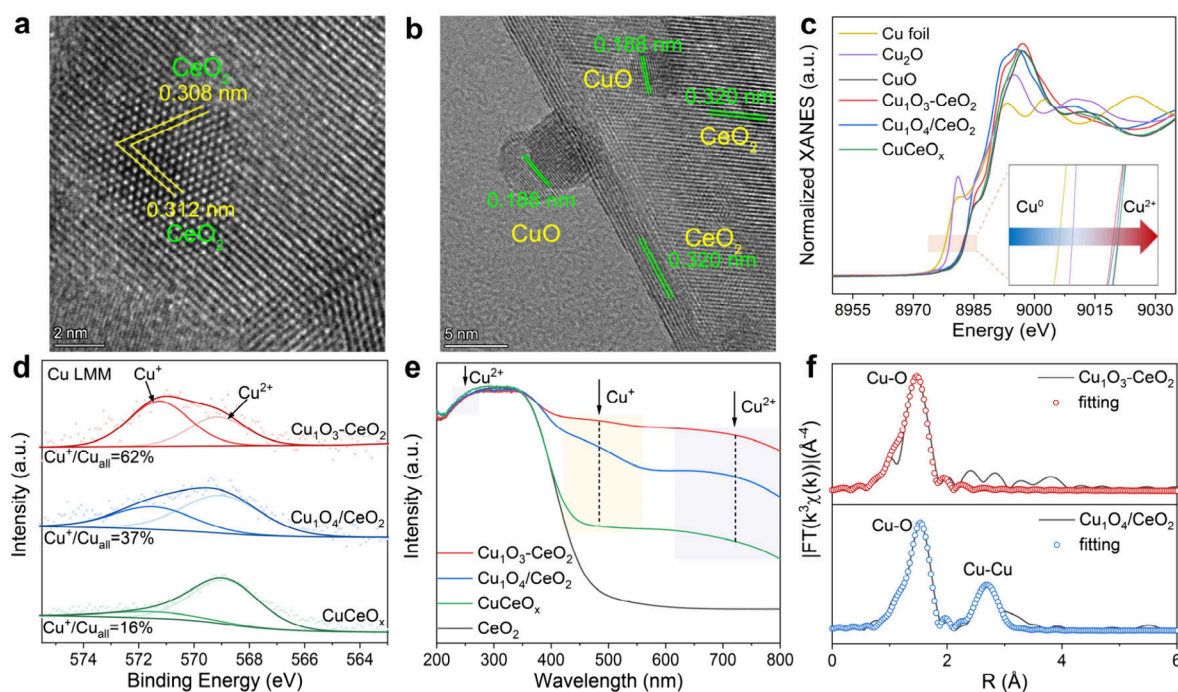 a
CeO₂
0.308 nm
0.312 nm
CeO₂
2 nm
b
0.188 nm
CuO
0.320 nm
CeO₂
0.188 nm
CuO
CeO₂
0.320 nm
5 nm
c
Normalized XANES (a.u.)
Cu foil
Cu₂O
CuO
Cu₁O₃-CeO₂
Cu₁O₄/CeO₂
CuCeOₓ
Cu⁰
Cu²⁺
8955 8970 8985 9000 9015 9030
Energy (eV)
d
Intensity (a.u.)
Cu LMM
Cu⁺
Cu²⁺
Cu₁O₃-CeO₂
Cu⁺/Cuₐₗₗ=62%
Cu₁O₄/CeO₂
Cu⁺/Cuₐₗₗ=37%
CuCeOₓ
Cu⁺/Cuₐₗₗ=16%
574 571 569 566 564
Binding Energy (eV)
e
Intensity (a.u.)
Cu²⁺
Cu⁺
Cu²⁺
Cu₁O₃-CeO₂
Cu₁O₄/CeO₂
CuCeOₓ
CeO₂
200 300 400 500 600 700 800
Wavelength (nm)
f
|FT(k³χ(k))|(Å⁻⁴)
Cu-O
Cu₁O₃-CeO₂
fitting
Cu-O
Cu-Cu
Cu₁O₄/CeO₂
fitting
0 2 4 6
R (Å)